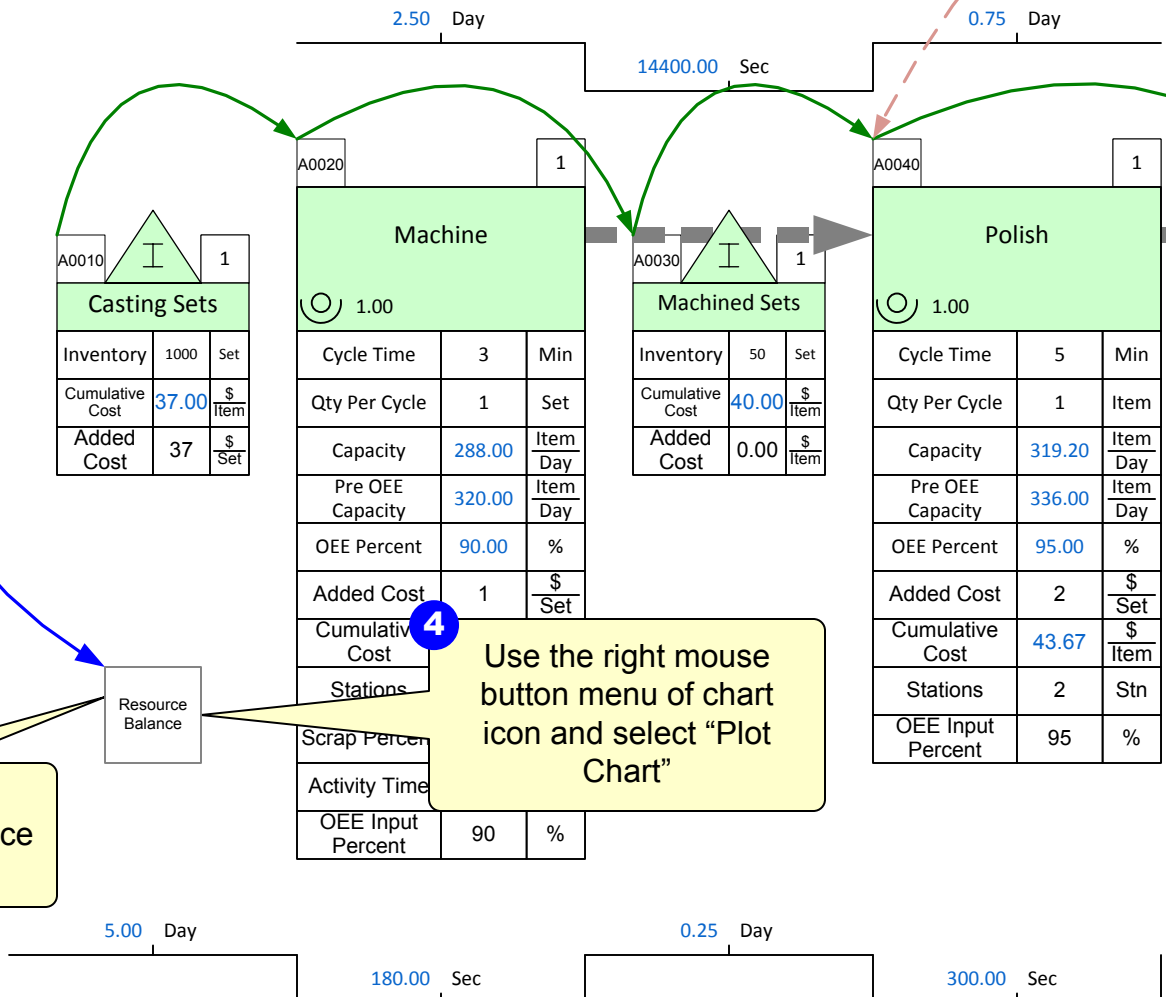 2.50 Day
0.75 Day
14400.00 Sec
A0020
1
A0040
1
Machine
Polish
A0010
1
A0030
1
Casting Sets
1.00
Machined Sets
1.00
Inventory 1000 Set
Cumulative
Cost
37.00 $
Item
Added
Cost
37 $
Set
Cycle Time 3 Min
Qty Per Cycle 1 Set
Capacity 288.00 Item
Day
Pre OEE
Capacity
320.00 Item
Day
OEE Percent 90.00 %
Added Cost 1 $
Set
Cost
Stations
Activity Time
OEE Input
Percent
90 %
Inventory 50 Set
Cumulative
Cost
40.00 $
Item
Added
Cost
0.00 $
Item
Cycle Time 5 Min
Qty Per Cycle 1 Item
Capacity 319.20 Item
Day
Pre OEE
Capacity
336.00 Item
Day
OEE Percent 95.00 %
Added Cost 2 $
Set
Cumulative
Cost
43.67 $
Item
Stations 2 Stn
OEE Input
Percent
95 %
4
Use the right mouse
button menu of chart
icon and select “Plot
Chart”
Resource
Balance
5.00 Day
0.25 Day
180.00 Sec
300.00 Sec